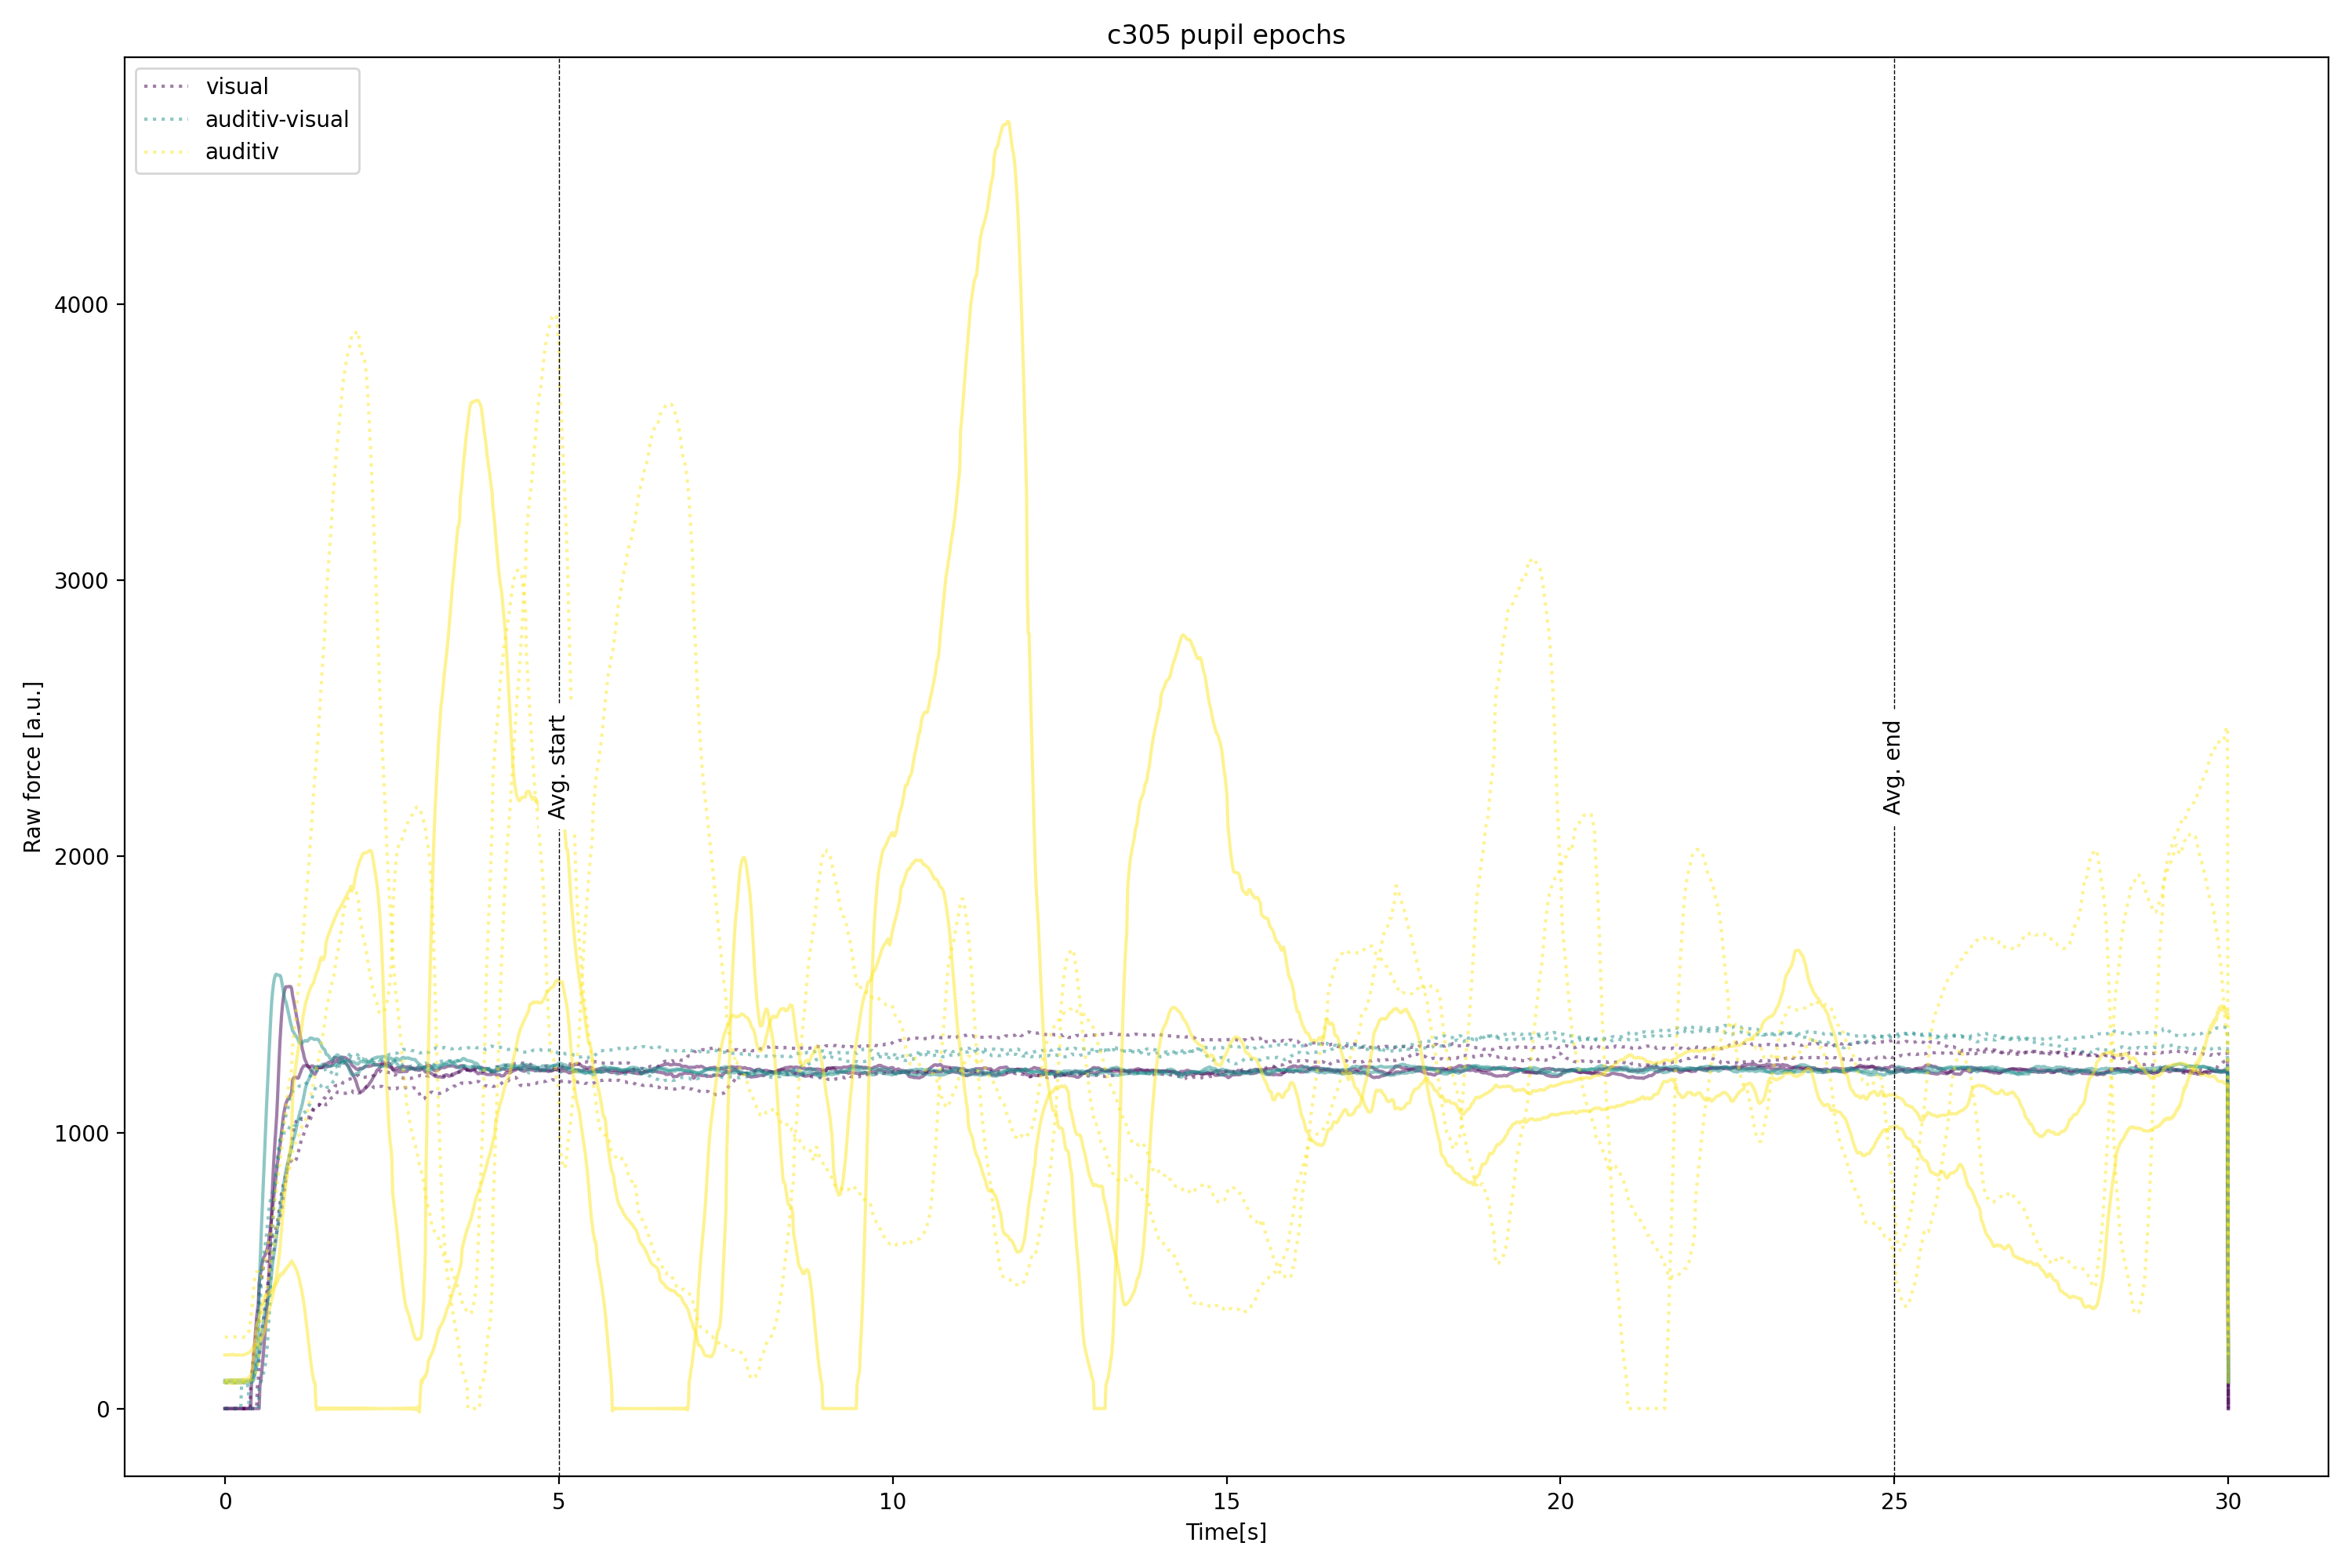 c305 pupil epochs
visual
auditiv-visual
auditiv
Raw force [a.u.]
4000
3000
2000
1000
0
Avg. start
Avg. end
0 5 10 15 20 25 30
Time[s]